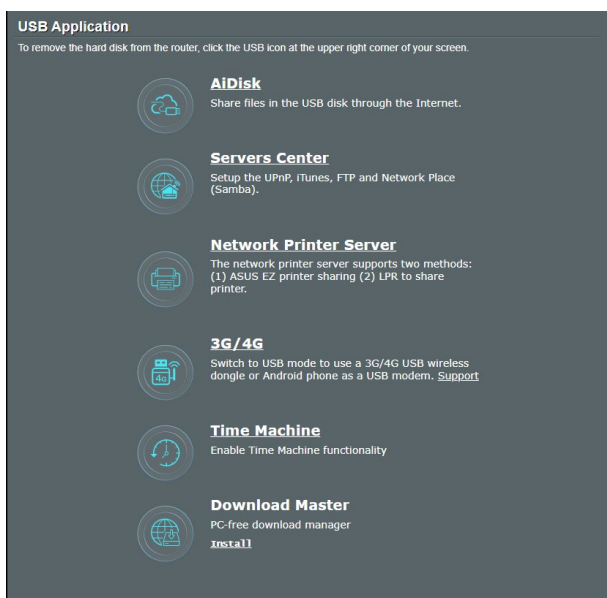 USB Application
To remove the hard disk from the router, click the USB icon at the upper right corner of your screen.
AiDisk
Share files in the USB disk through the Internet.
Servers Center
Setup the UPnP, iTunes, FTP and Network Place
(Samba).
Network Printer Server
The network printer server supports two methods:
(1) ASUS EZ printer sharing (2) LPR to share
printer.
3G/4G
Switch to USB mode to use a 3G/4G USB wireless
dongle or Android phone as a USB modem. Support
4G
Time Machine
Enable Time Machine functionality
Download Master
PC-free download manager
Install